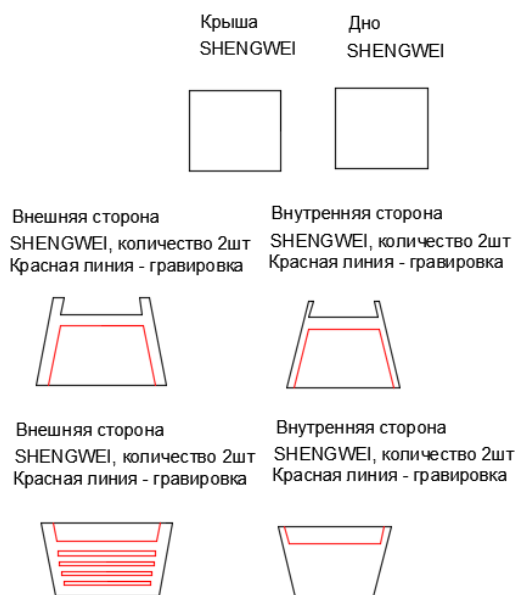 Крыша
SHENGWEI
Дно
SHENGWEI
Внешняя сторона
SHENGWEI, количество 2шт
Красная линия - гравировка
Внутренняя сторона
SHENGWEI, количество 2шт
Красная линия - гравировка
Внешняя сторона
SHENGWEI, количество 2шт
Красная линия - гравировка
Внутренняя сторона
SHENGWEI, количество 2шт
Красная линия - гравировка